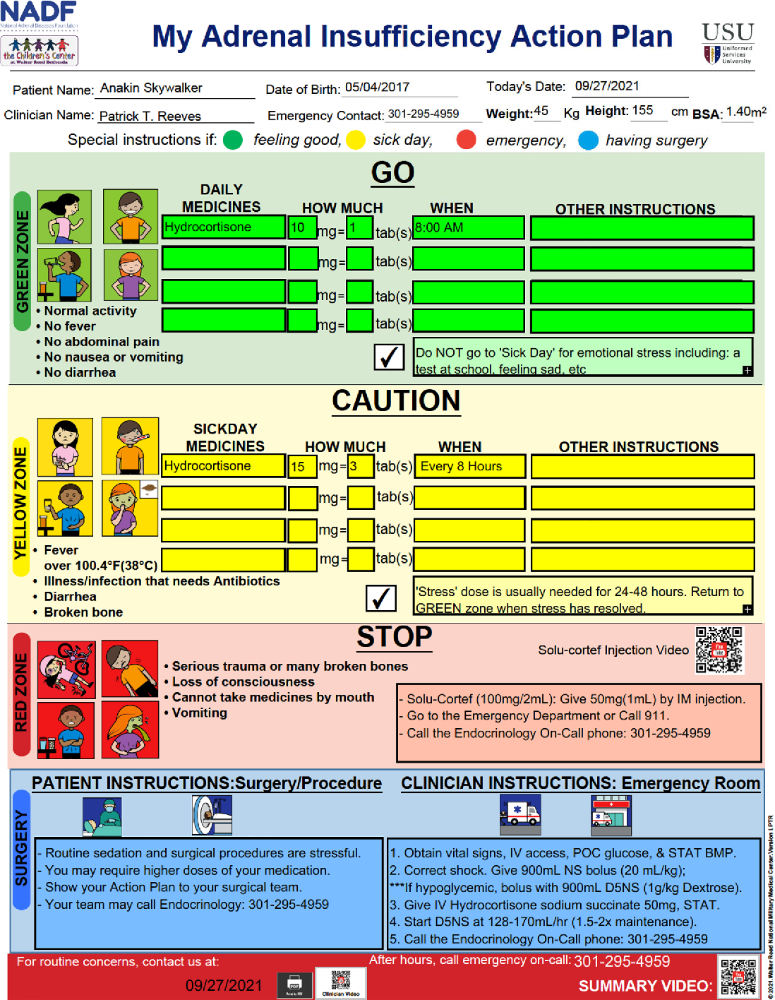 NADF
National Adrenal Diseases Foundation
the Children's Center
at Walter Reed Bethesda
My Adrenal Insufficiency Action Plan
USU
Uniformed
Services
University
Patient Name: Anakin Skywalker Date of Birth: 05/04/2017 Today's Date: 09/27/2021
Clinician Name: Patrick T. Reeves Emergency Contact: 301-295-4959 Weight: 45 Kg Height: 155 cm BSA: 1.40m²
Special instructions if: feeling good, sick day, emergency, having surgery
GREEN ZONE
GO
DAILY
MEDICINES HOW MUCH WHEN OTHER INSTRUCTIONS
Hydrocortisone 10 mg= 1 tab(s) 8:00 AM
mg= tab(s)
mg= tab(s)
mg= tab(s)
• Normal activity
• No fever
• No abdominal pain
• No nausea or vomiting
• No diarrhea
✓ Do NOT go to 'Sick Day' for emotional stress including: a
test at school, feeling sad, etc
YELLOW ZONE
CAUTION
SICKDAY
MEDICINES HOW MUCH WHEN OTHER INSTRUCTIONS
Hydrocortisone 15 mg= 3 tab(s) Every 8 Hours
mg= tab(s)
mg= tab(s)
mg= tab(s)
• Fever
over 100.4°F(38°C)
• Illness/infection that needs Antibiotics
• Diarrhea
• Broken bone
✓ 'Stress' dose is usually needed for 24-48 hours. Return to
GREEN zone when stress has resolved.
RED ZONE
STOP
Solu-cortef Injection Video
You
Tube
• Serious trauma or many broken bones
• Loss of consciousness
• Cannot take medicines by mouth
• Vomiting
- Solu-Cortef (100mg/2mL): Give 50mg(1mL) by IM injection.
- Go to the Emergency Department or Call 911.
- Call the Endocrinology On-Call phone: 301-295-4959
SURGERY
PATIENT INSTRUCTIONS:Surgery/Procedure
- Routine sedation and surgical procedures are stressful.
- You may require higher doses of your medication.
- Show your Action Plan to your surgical team.
- Your team may call Endocrinology: 301-295-4959
CLINICIAN INSTRUCTIONS: Emergency Room
1. Obtain vital signs, IV access, POC glucose, & STAT BMP.
2. Correct shock. Give 900mL NS bolus (20 mL/kg);
***If hypoglycemic, bolus with 900mL D5NS (1g/kg Dextrose).
3. Give IV Hydrocortisone sodium succinate 50mg, STAT.
4. Start D5NS at 128-170mL/hr (1.5-2x maintenance).
5. Call the Endocrinology On-Call phone: 301-295-4959
For routine concerns, contact us at: After hours, call emergency on-call: 301-295-4959
09/27/2021
PDF
Print to PDF
Clinician Video
SUMMARY VIDEO:
© 2021.Walter Reed National Military Medical Center.Version I.PTR